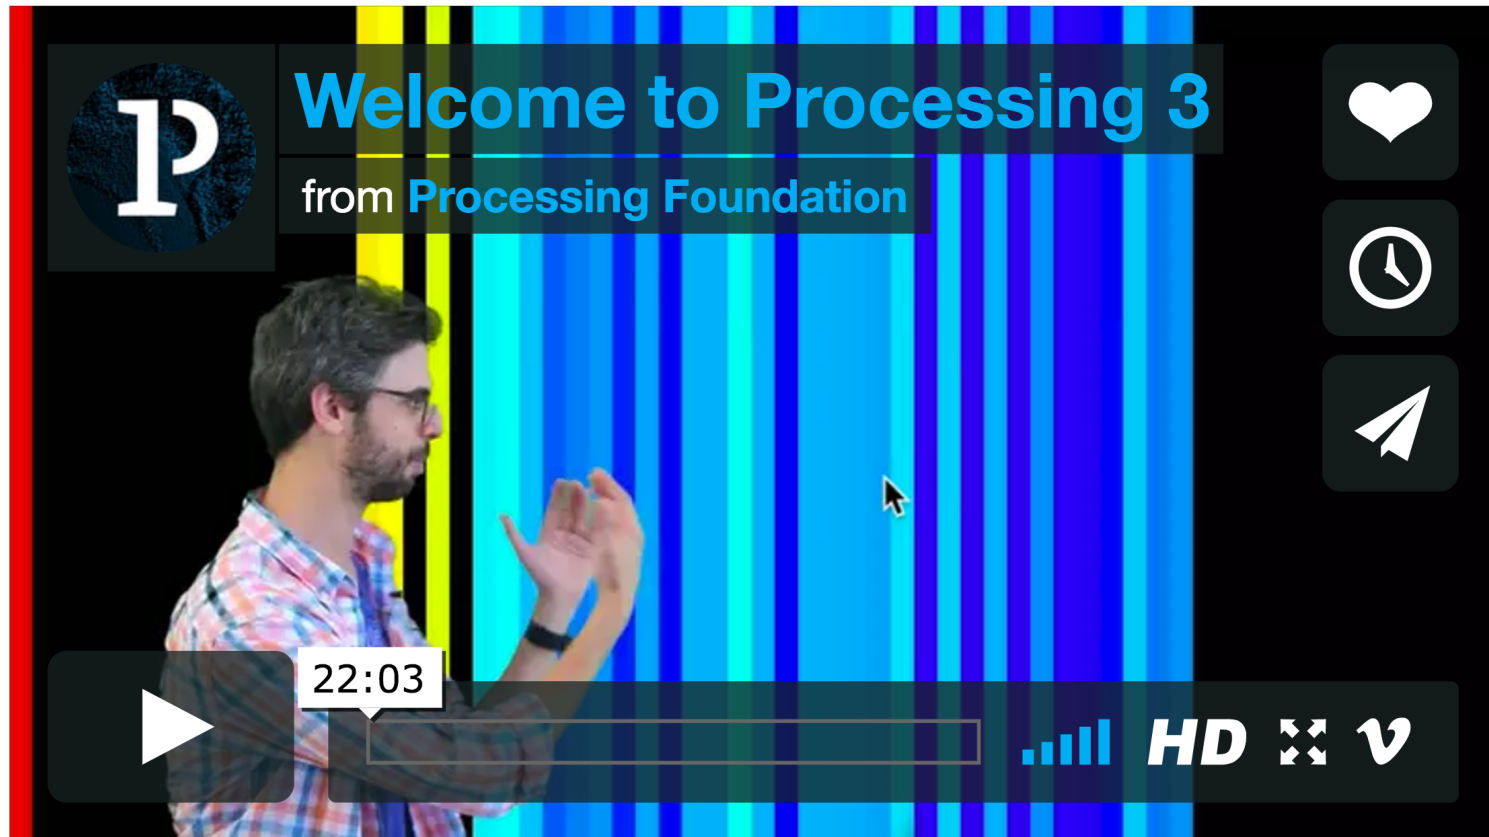 P
Welcome to Processing 3
from Processing Foundation
22:03
HD